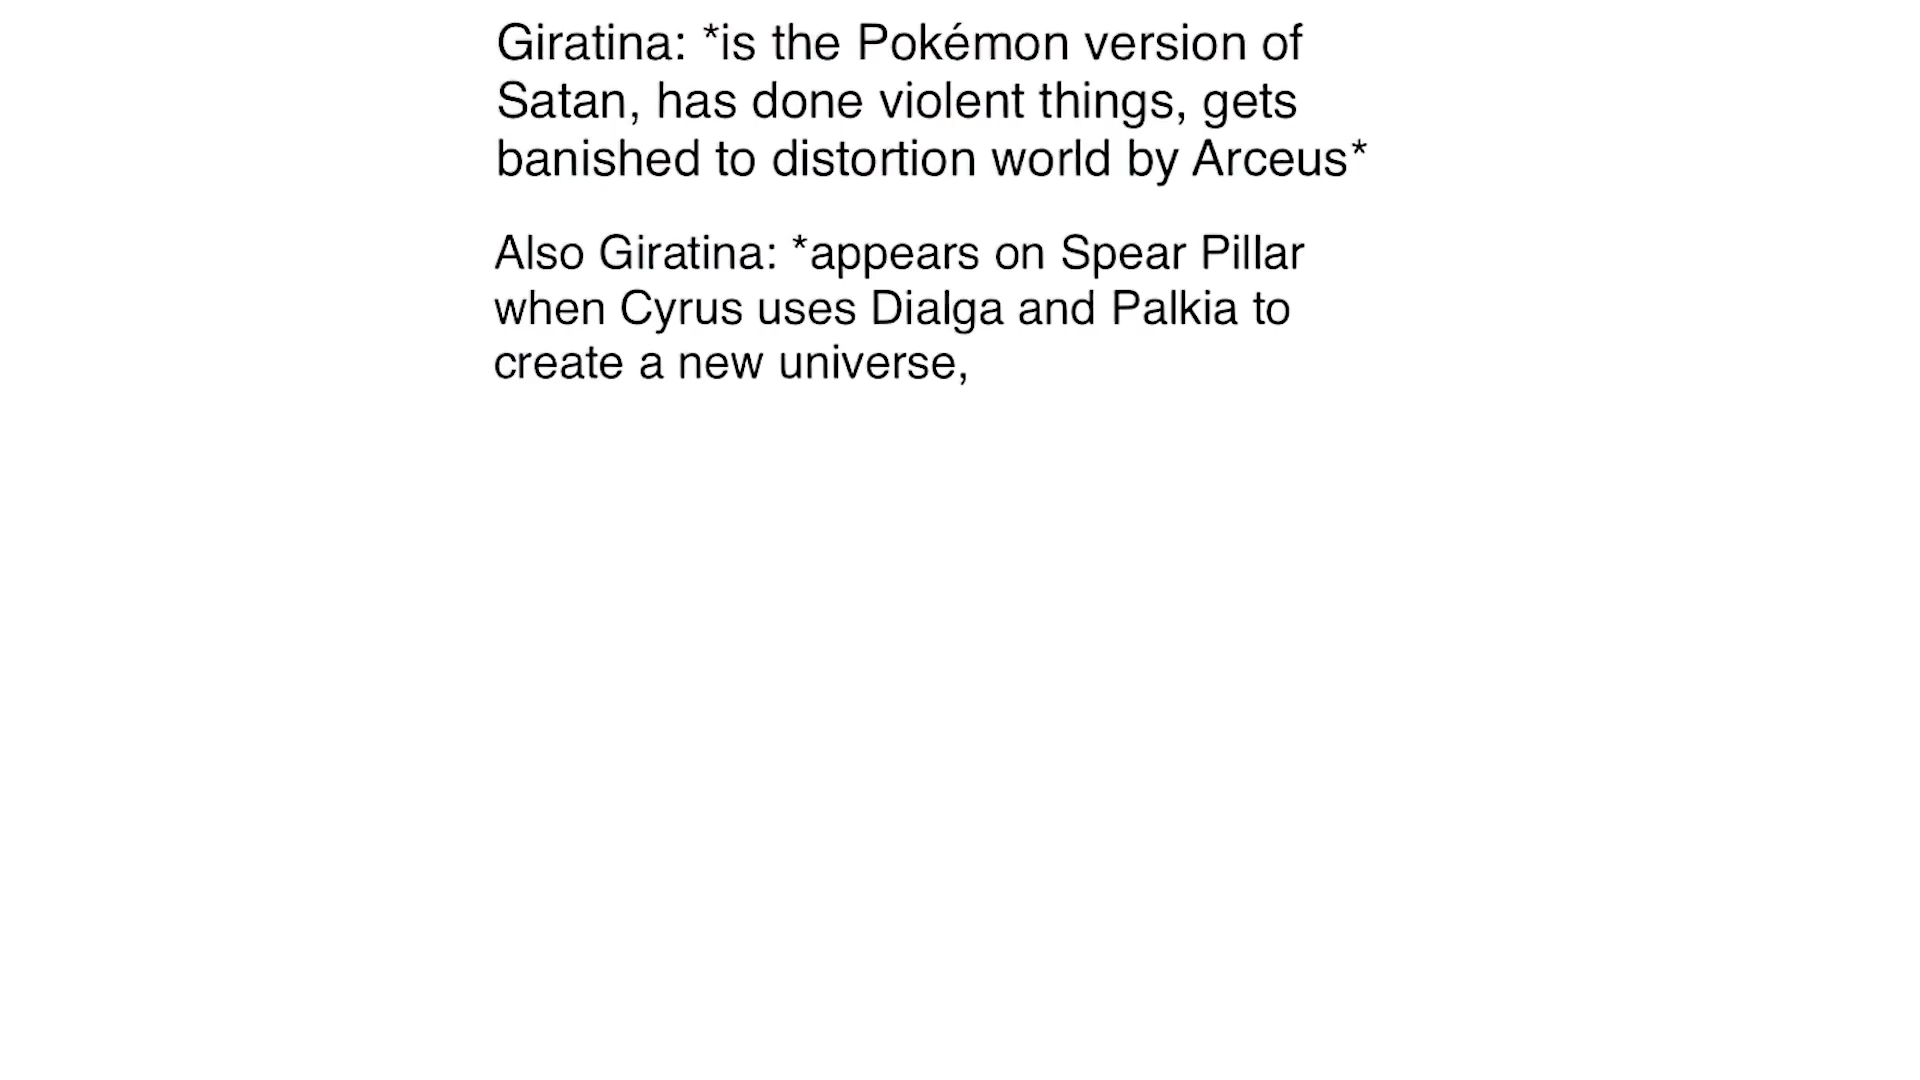 Giratina: *is the Pokémon version of
Satan, has done violent things, gets
banished to distortion world by Arceus*
Also Giratina: *appears on Spear Pillar
when Cyrus uses Dialga and Palkia to
create a new universe,